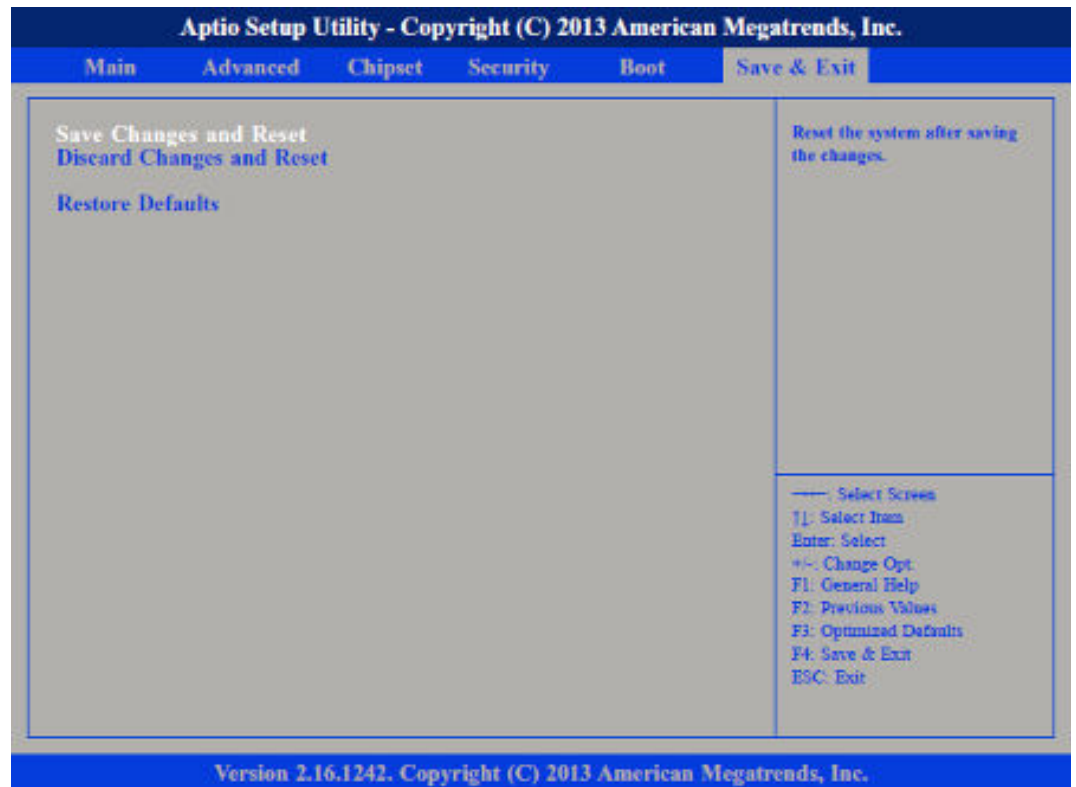 Aptio Setup Utility - Copyright (C) 2013 American Megatrends, Inc.
Main Advanced Chipset Security Boot Save & Exit
Save Changes and Reset
Discard Changes and Reset
Restore Defaults
Reset the system after saving
the changes.
→←: Select Screen
↑↓: Select Item
Enter: Select
+/-: Change Opt.
F1: General Help
F2: Previous Values
F3: Optimized Defaults
F4: Save & Exit
ESC: Exit
Version 2.16.1242. Copyright (C) 2013 American Megatrends, Inc.